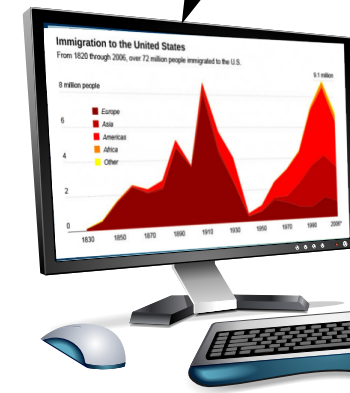 Immigration to the United States
From 1820 through 2006, over 72 million people immigrated to the U.S.
9.1 million
8 million people
Europe
Asia
Americas
Africa
Other
6
4
2
0
1830 1850 1870 1890 1910 1930 1950 1970 1990 2006*